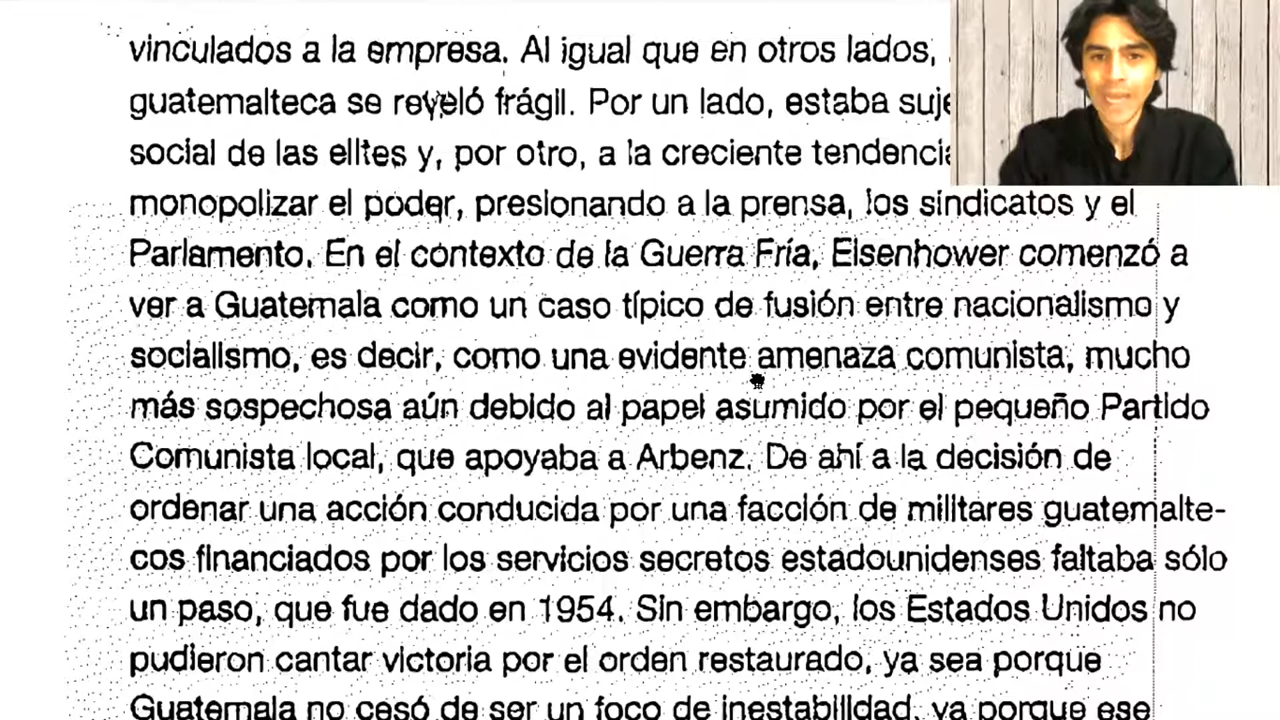 vinculados a la empresa. Al igual que en otros lados,
guatemalteca se reveló frágil. Por un lado, estaba
social de las elites y, por otro, a la creciente
monopolizar el poder, presionando a la prensa, los sindicatos y el
Parlamento. En el contexto de la Guerra Fría, Eisenhower comenzó a
ver a Guatemala como un caso típico de fusión entre nacionalismo y
socialismo, es decir, como una evidente amenaza comunista, mucho
más sospechosa aún debido al papel asumido por el pequeño Partido
Comunista local, que apoyaba a Arbenz. De ahí a la decisión de
ordenar una acción conducida por una facción de militares guatemalte-
cos financiados por los servicios secretos estadounidenses faltaba sólo
un paso, que fue dado en 1954. Sin embargo, los Estados Unidos no
pudieron cantar victoria por el orden restaurado, ya sea porque
Guatemala no cesó de ser un foco de inestabilidad, ya porque ese